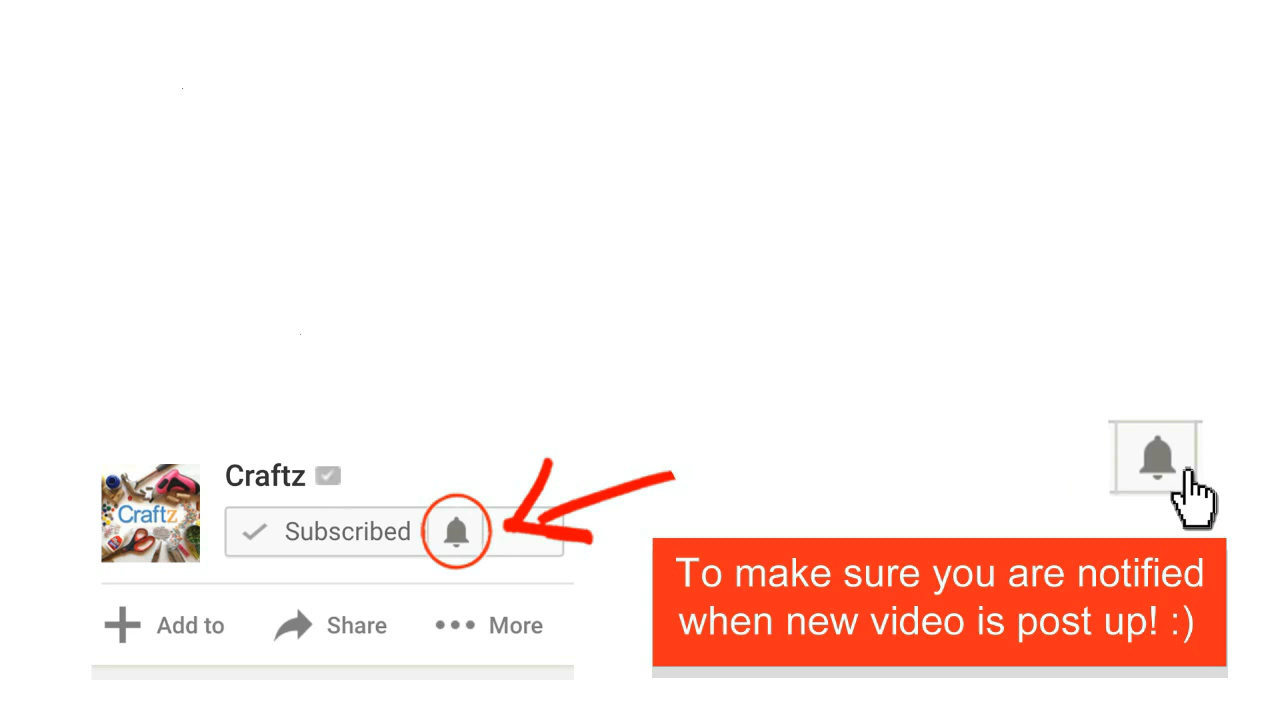 Craftz
Craftz
Subscribed
Add to
Share
More
To make sure you are notified
when new video is post up! :)